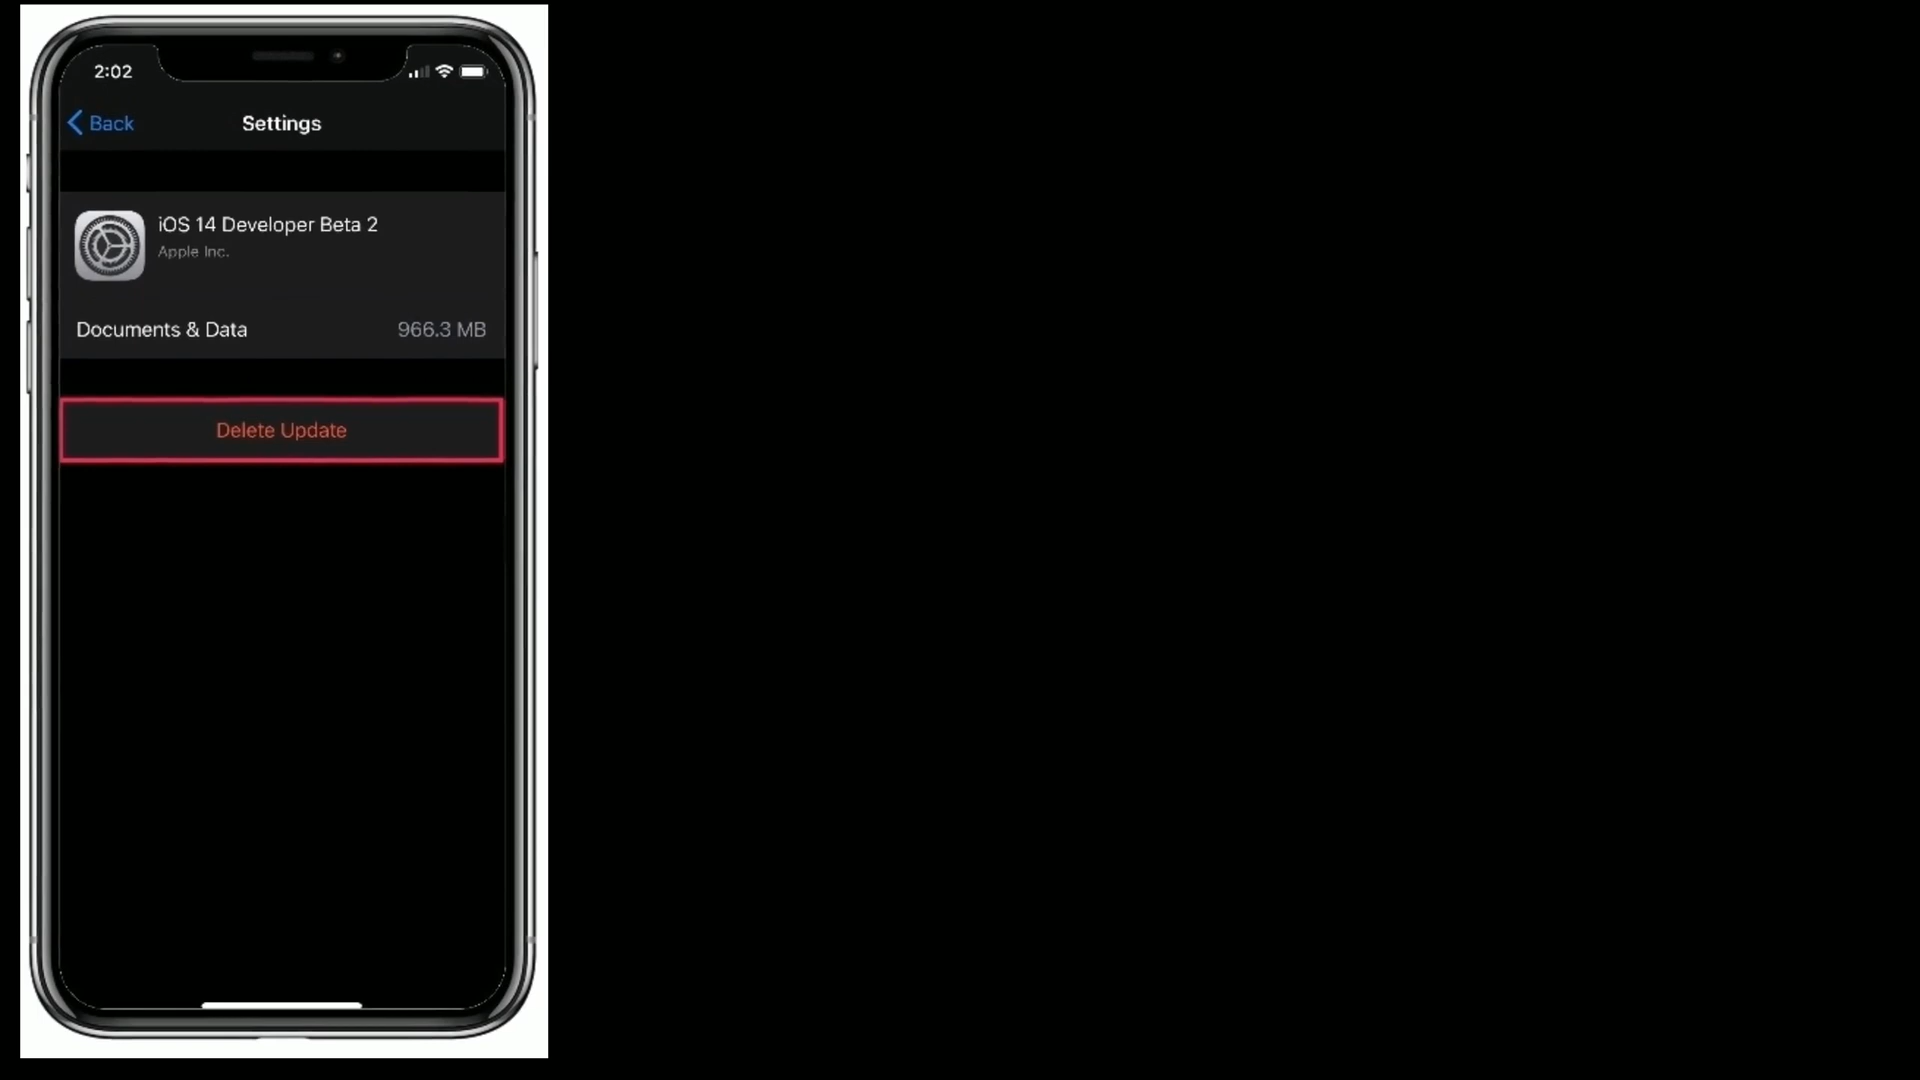 2:02
Back
Settings
iOS 14 Developer Beta 2
Apple Inc.
Documents & Data
966.3 MB
Delete Update